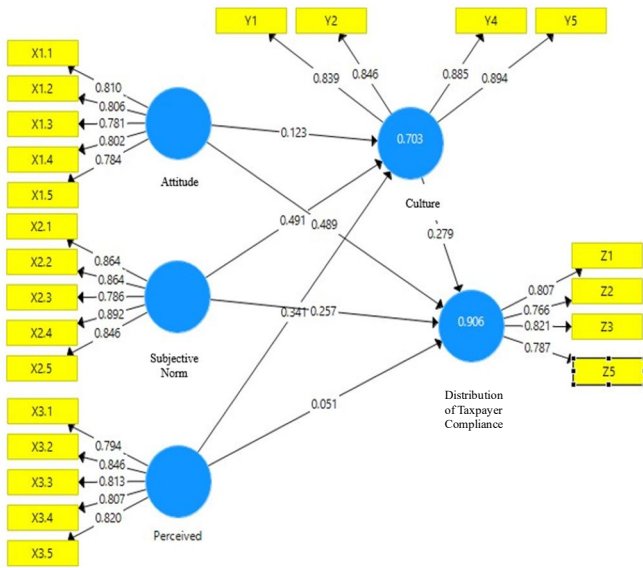 Y1
Y2
Y4
Y5
0.839
0.846
0.885
0.894
X1.1
X1.2
X1.3
X1.4
X1.5
0.810
0.806
0.781
0.802
0.784
Attitude
0.123
0.703
Culture
X2.1
X2.2
X2.3
X2.4
X2.5
0.864
0.864
0.786
0.892
0.846
Subjective
Norm
0.491
0.489
0.279
0.341
0.257
0.906
Distribution
of Taxpayer
Compliance
0.807
0.766
0.821
0.787
Z1
Z2
Z3
Z5
X3.1
X3.2
X3.3
X3.4
X3.5
0.794
0.846
0.813
0.807
0.820
Perceived
0.051